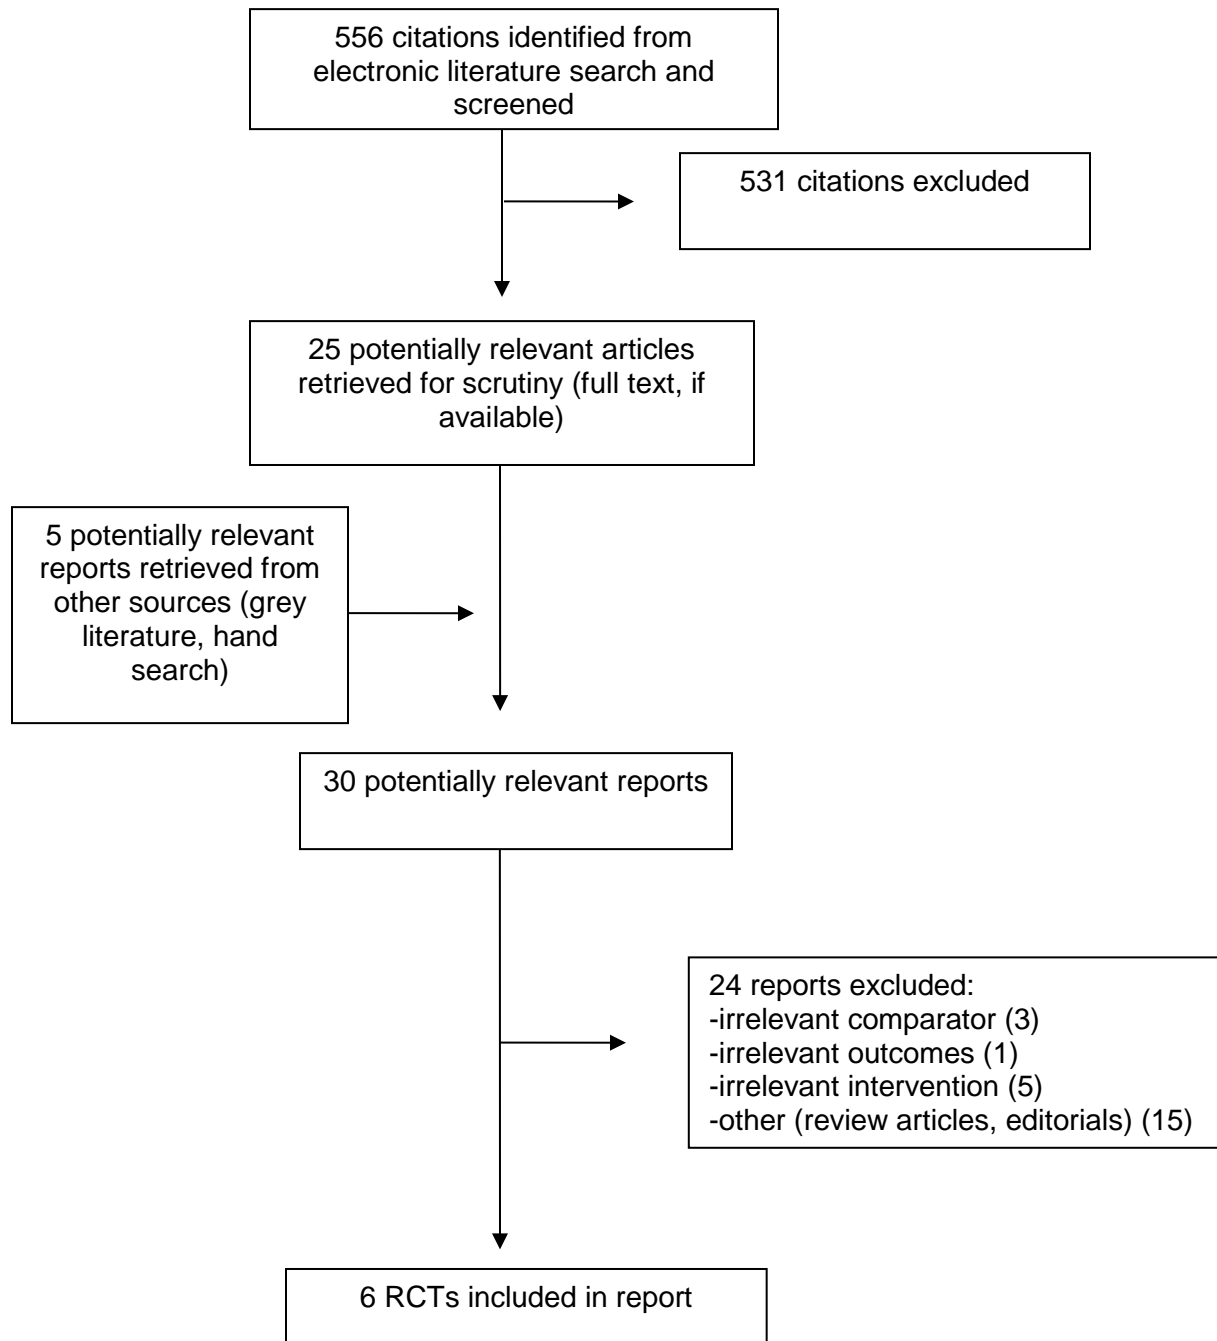 556 citations identified from
electronic literature search and
screened
531 citations excluded
25 potentially relevant articles
retrieved for scrutiny (full text, if
available)
5 potentially relevant
reports retrieved from
other sources (grey
literature, hand
search)
30 potentially relevant reports
24 reports excluded:
-irrelevant comparator (3)
-irrelevant outcomes (1)
-irrelevant intervention (5)
-other (review articles, editorials) (15)
6 RCTs included in report